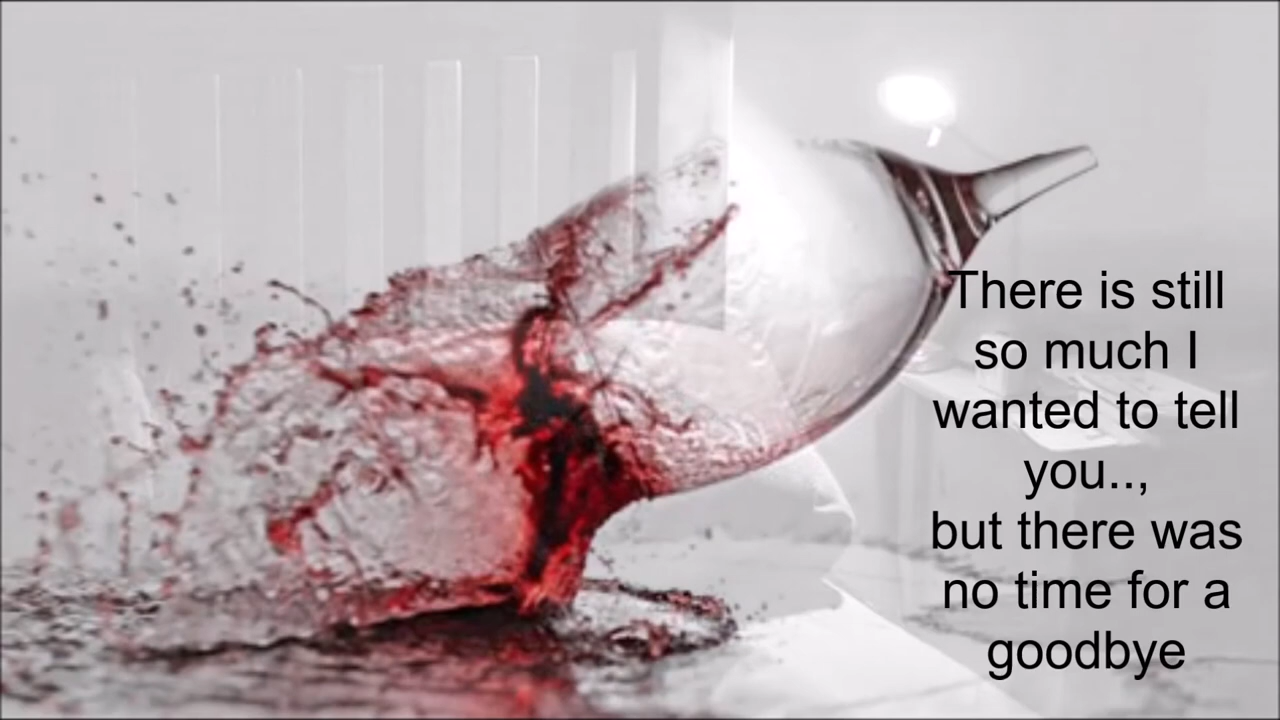 There is still
so much I
wanted to tell
you..,
but there was
no time for a
goodbye